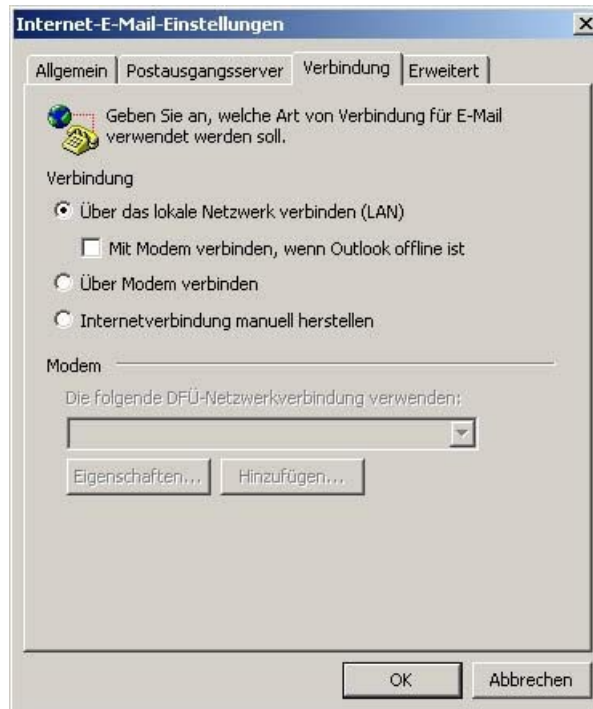 Internet-E-Mail-Einstellungen
Allgemein Postausgangsserver Verbindung Erweitert
Geben Sie an, welche Art von Verbindung für E-Mail
verwendet werden soll.
Verbindung
Über das lokale Netzwerk verbinden (LAN)
Mit Modem verbinden, wenn Outlook offline ist
Über Modem verbinden
Internetverbindung manuell herstellen
Modem
Die folgende DFÜ-Netzwerkverbindung verwenden:
Eigenschaften... Hinzufügen...
OK Abbrechen